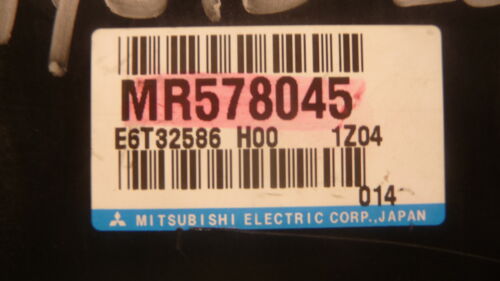 MR578045
E6T32586 H00 1Z04
014
MITSUBISHI ELECTRIC CORP.,JAPAN